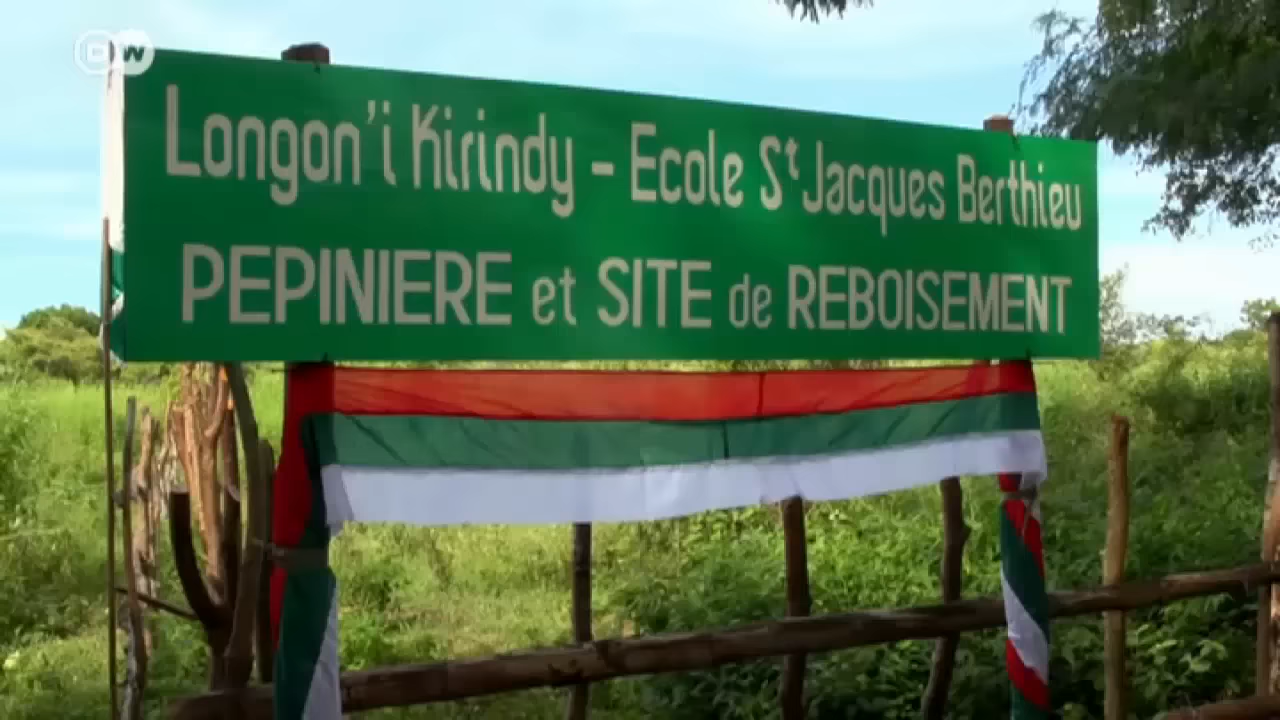 DW
Longon'i Kirindy - Ecole St Jacques Berthieu
PEPINIERE et SITE de REBOISEMENT